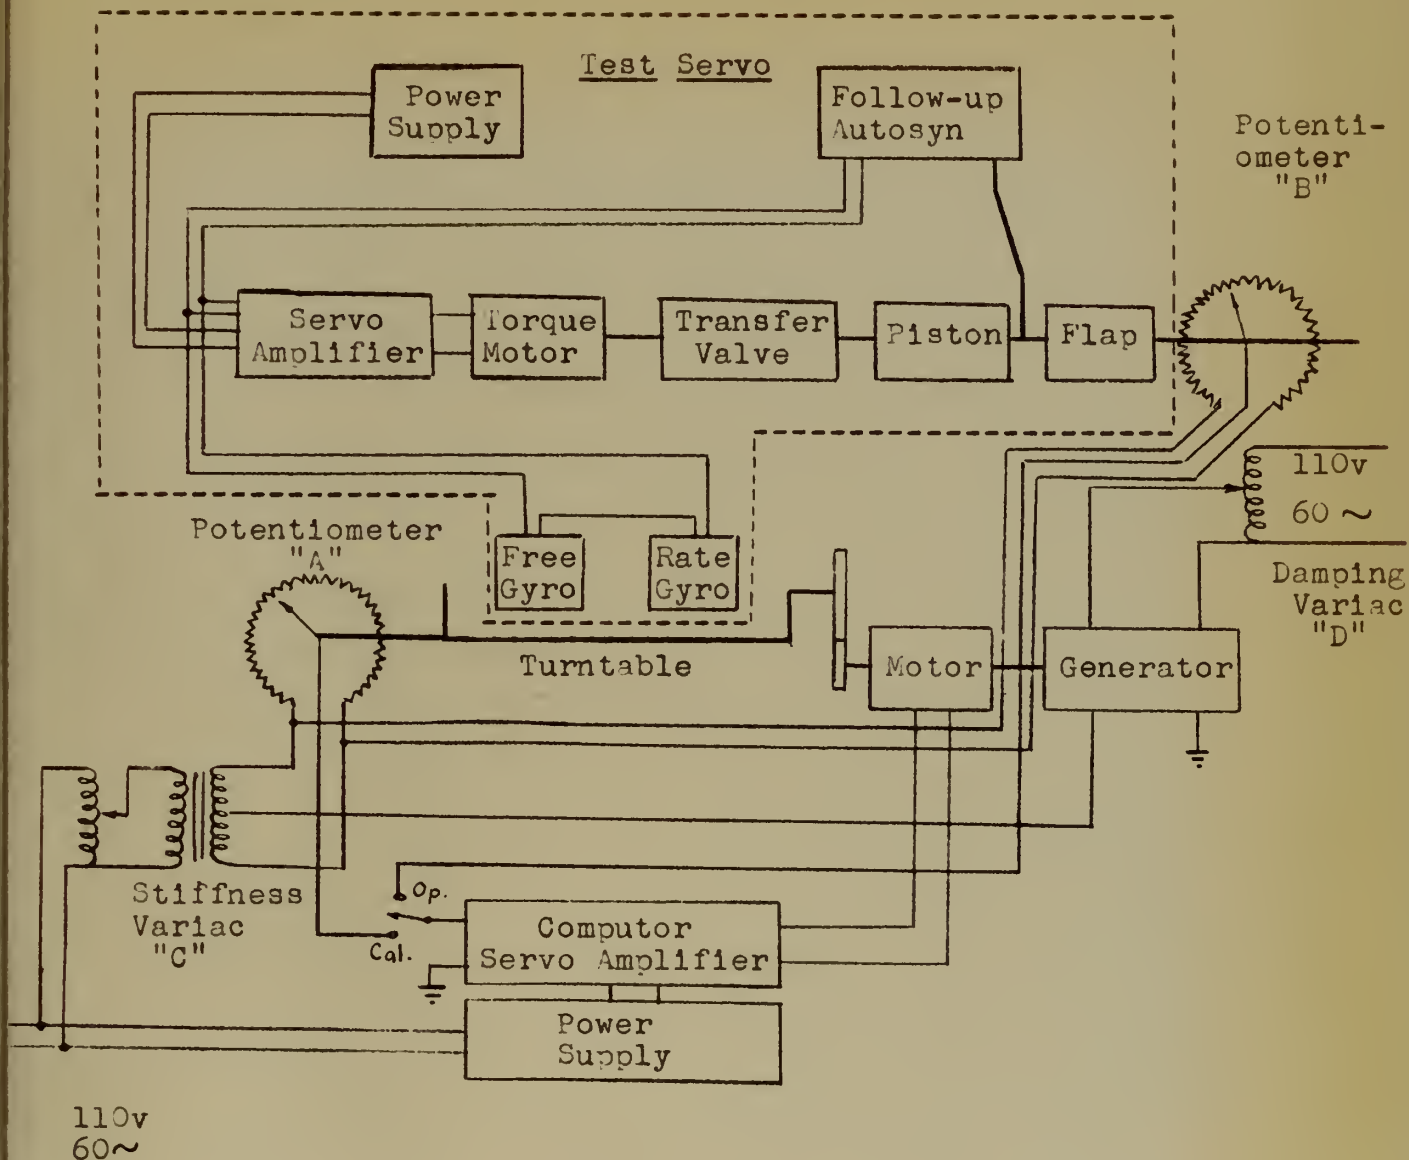 Test Servo
Power
Supply
Follow-up
Autosyn
Potenti-
ometer
"B"
Servo
Amplifier
Torque
Motor
Transfer
Valve
Piston
Flap
110v
60 ~
Damping
Variac
"D"
Potentiometer
"A"
Free
Gyro
Rate
Gyro
Turntable
Motor
Generator
Stiffness
Variac
"C"
Op.
Cal.
Computor
Servo Amplifier
Power
Supply
110v
60~